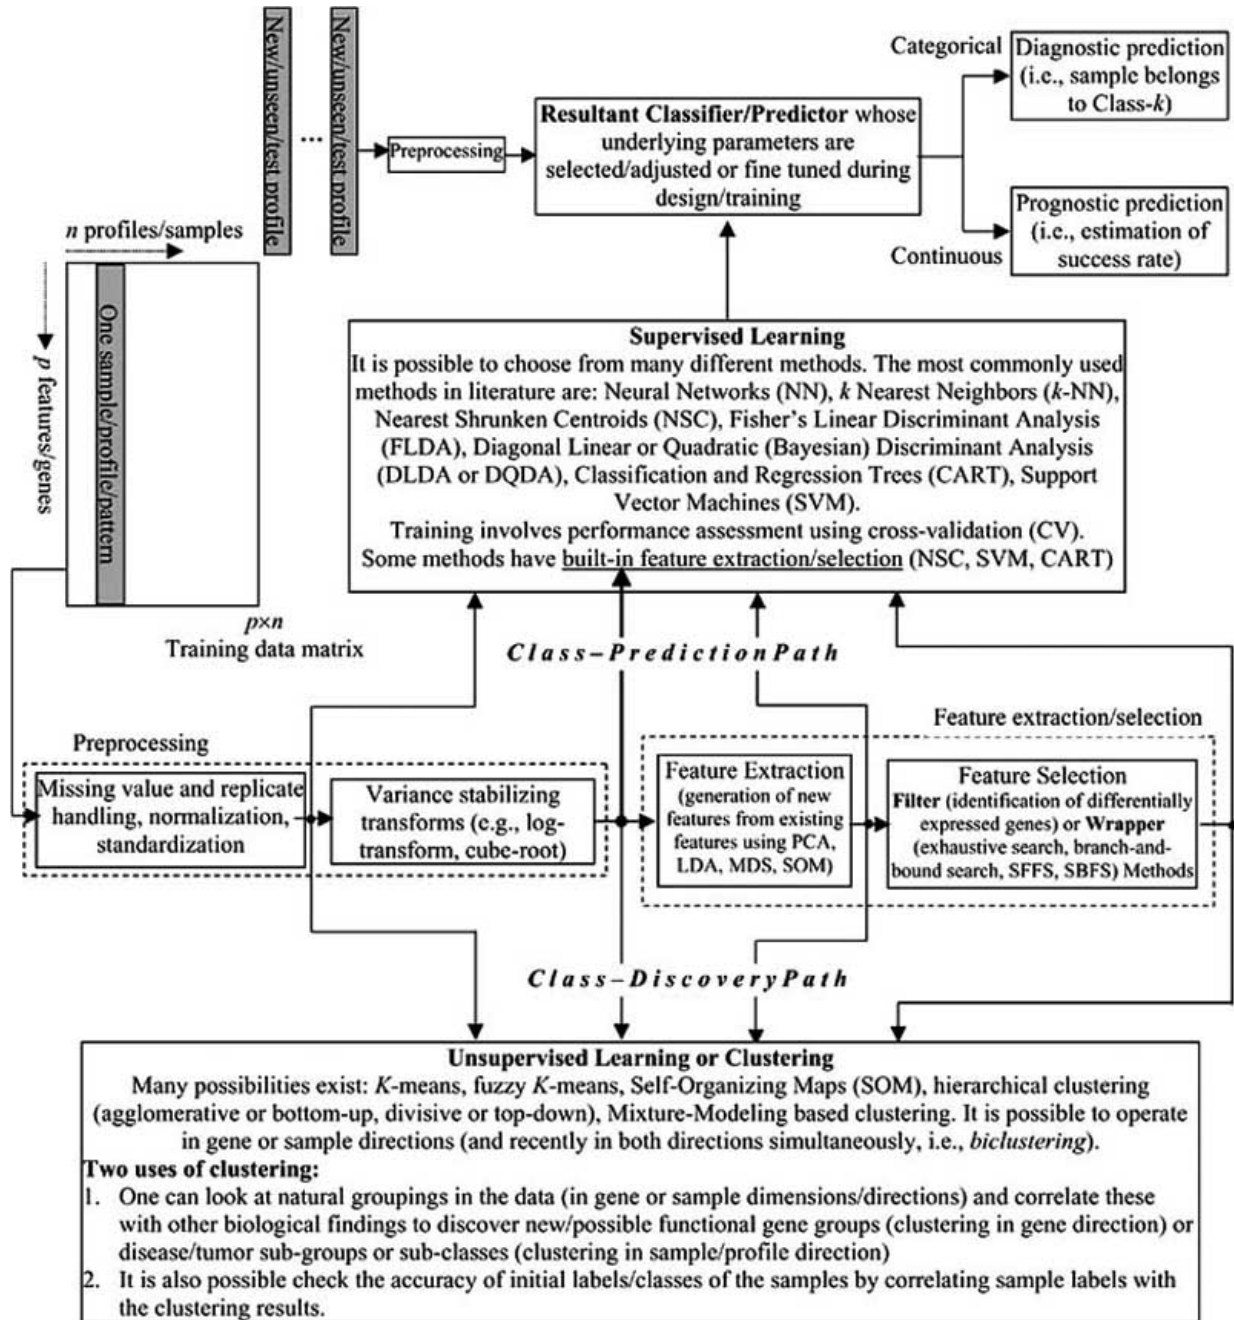 New/unseen/test profile
...
New/unseen/test profile
Preprocessing
Resultant Classifier/Predictor whose
underlying parameters are
selected/adjusted or fine tuned during
design/training
Categorical
Diagnostic prediction
(i.e., sample belongs
to Class-k)
Continuous
Prognostic prediction
(i.e., estimation of
success rate)
n profiles/samples
p features/genes
One sample/profile/pattern
p×n
Training data matrix
Supervised Learning
It is possible to choose from many different methods. The most commonly used
methods in literature are: Neural Networks (NN), k Nearest Neighbors (k-NN),
Nearest Shrunken Centroids (NSC), Fisher's Linear Discriminant Analysis
(FLDA), Diagonal Linear or Quadratic (Bayesian) Discriminant Analysis
(DLDA or DQDA), Classification and Regression Trees (CART), Support
Vector Machines (SVM).
Training involves performance assessment using cross-validation (CV).
Some methods have built-in feature extraction/selection (NSC, SVM, CART)
Class–PredictionPath
Preprocessing
Missing value and replicate
handling, normalization,
standardization
Variance stabilizing
transforms (e.g., log-
transform, cube-root)
Feature extraction/selection
Feature Extraction
(generation of new
features from existing
features using PCA,
LDA, MDS, SOM)
Feature Selection
Filter (identification of differentially
expressed genes) or Wrapper
(exhaustive search, branch-and-
bound search, SFFS, SBFS) Methods
Class–DiscoveryPath
Unsupervised Learning or Clustering
Many possibilities exist: K-means, fuzzy K-means, Self-Organizing Maps (SOM), hierarchical clustering
(agglomerative or bottom-up, divisive or top-down), Mixture-Modeling based clustering. It is possible to operate
in gene or sample directions (and recently in both directions simultaneously, i.e., biclustering).
Two uses of clustering:
1. One can look at natural groupings in the data (in gene or sample dimensions/directions) and correlate these
with other biological findings to discover new/possible functional gene groups (clustering in gene direction) or
disease/tumor sub-groups or sub-classes (clustering in sample/profile direction)
2. It is also possible check the accuracy of initial labels/classes of the samples by correlating sample labels with
the clustering results.